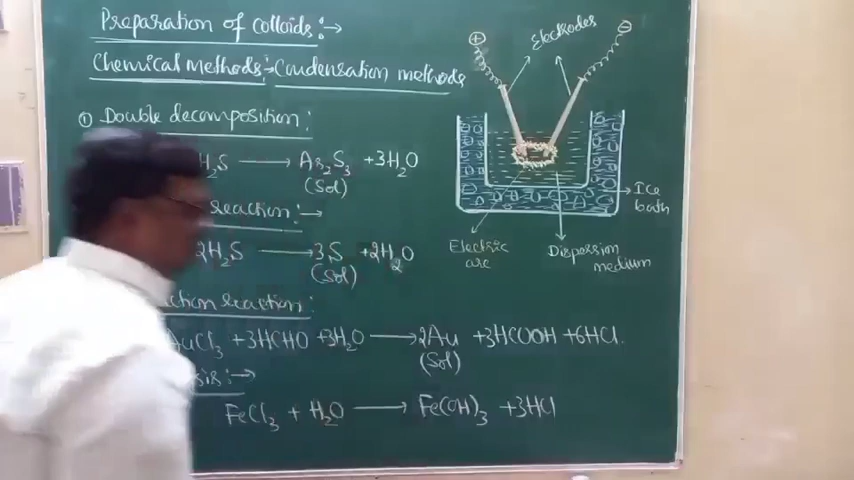 Preparation of colloids:→
Chemical methods:→Condensation methods
① Double decomposition:
H₂S ⟶ As₂S₃ + 3H₂O
(Sol)
reaction:→
2H₂S ⟶ 3S + 2H₂O
(Sol)
reaction:
AuCl₃ + 3HCHO + 3H₂O ⟶ 2Au + 3HCOOH + 6HCl.
(Sol)
FeCl₃ + H₂O ⟶ Fe(OH)₃ + 3HCl
+
Electrodes
−
Ice
bath
Electric
arc
Dispersion
medium